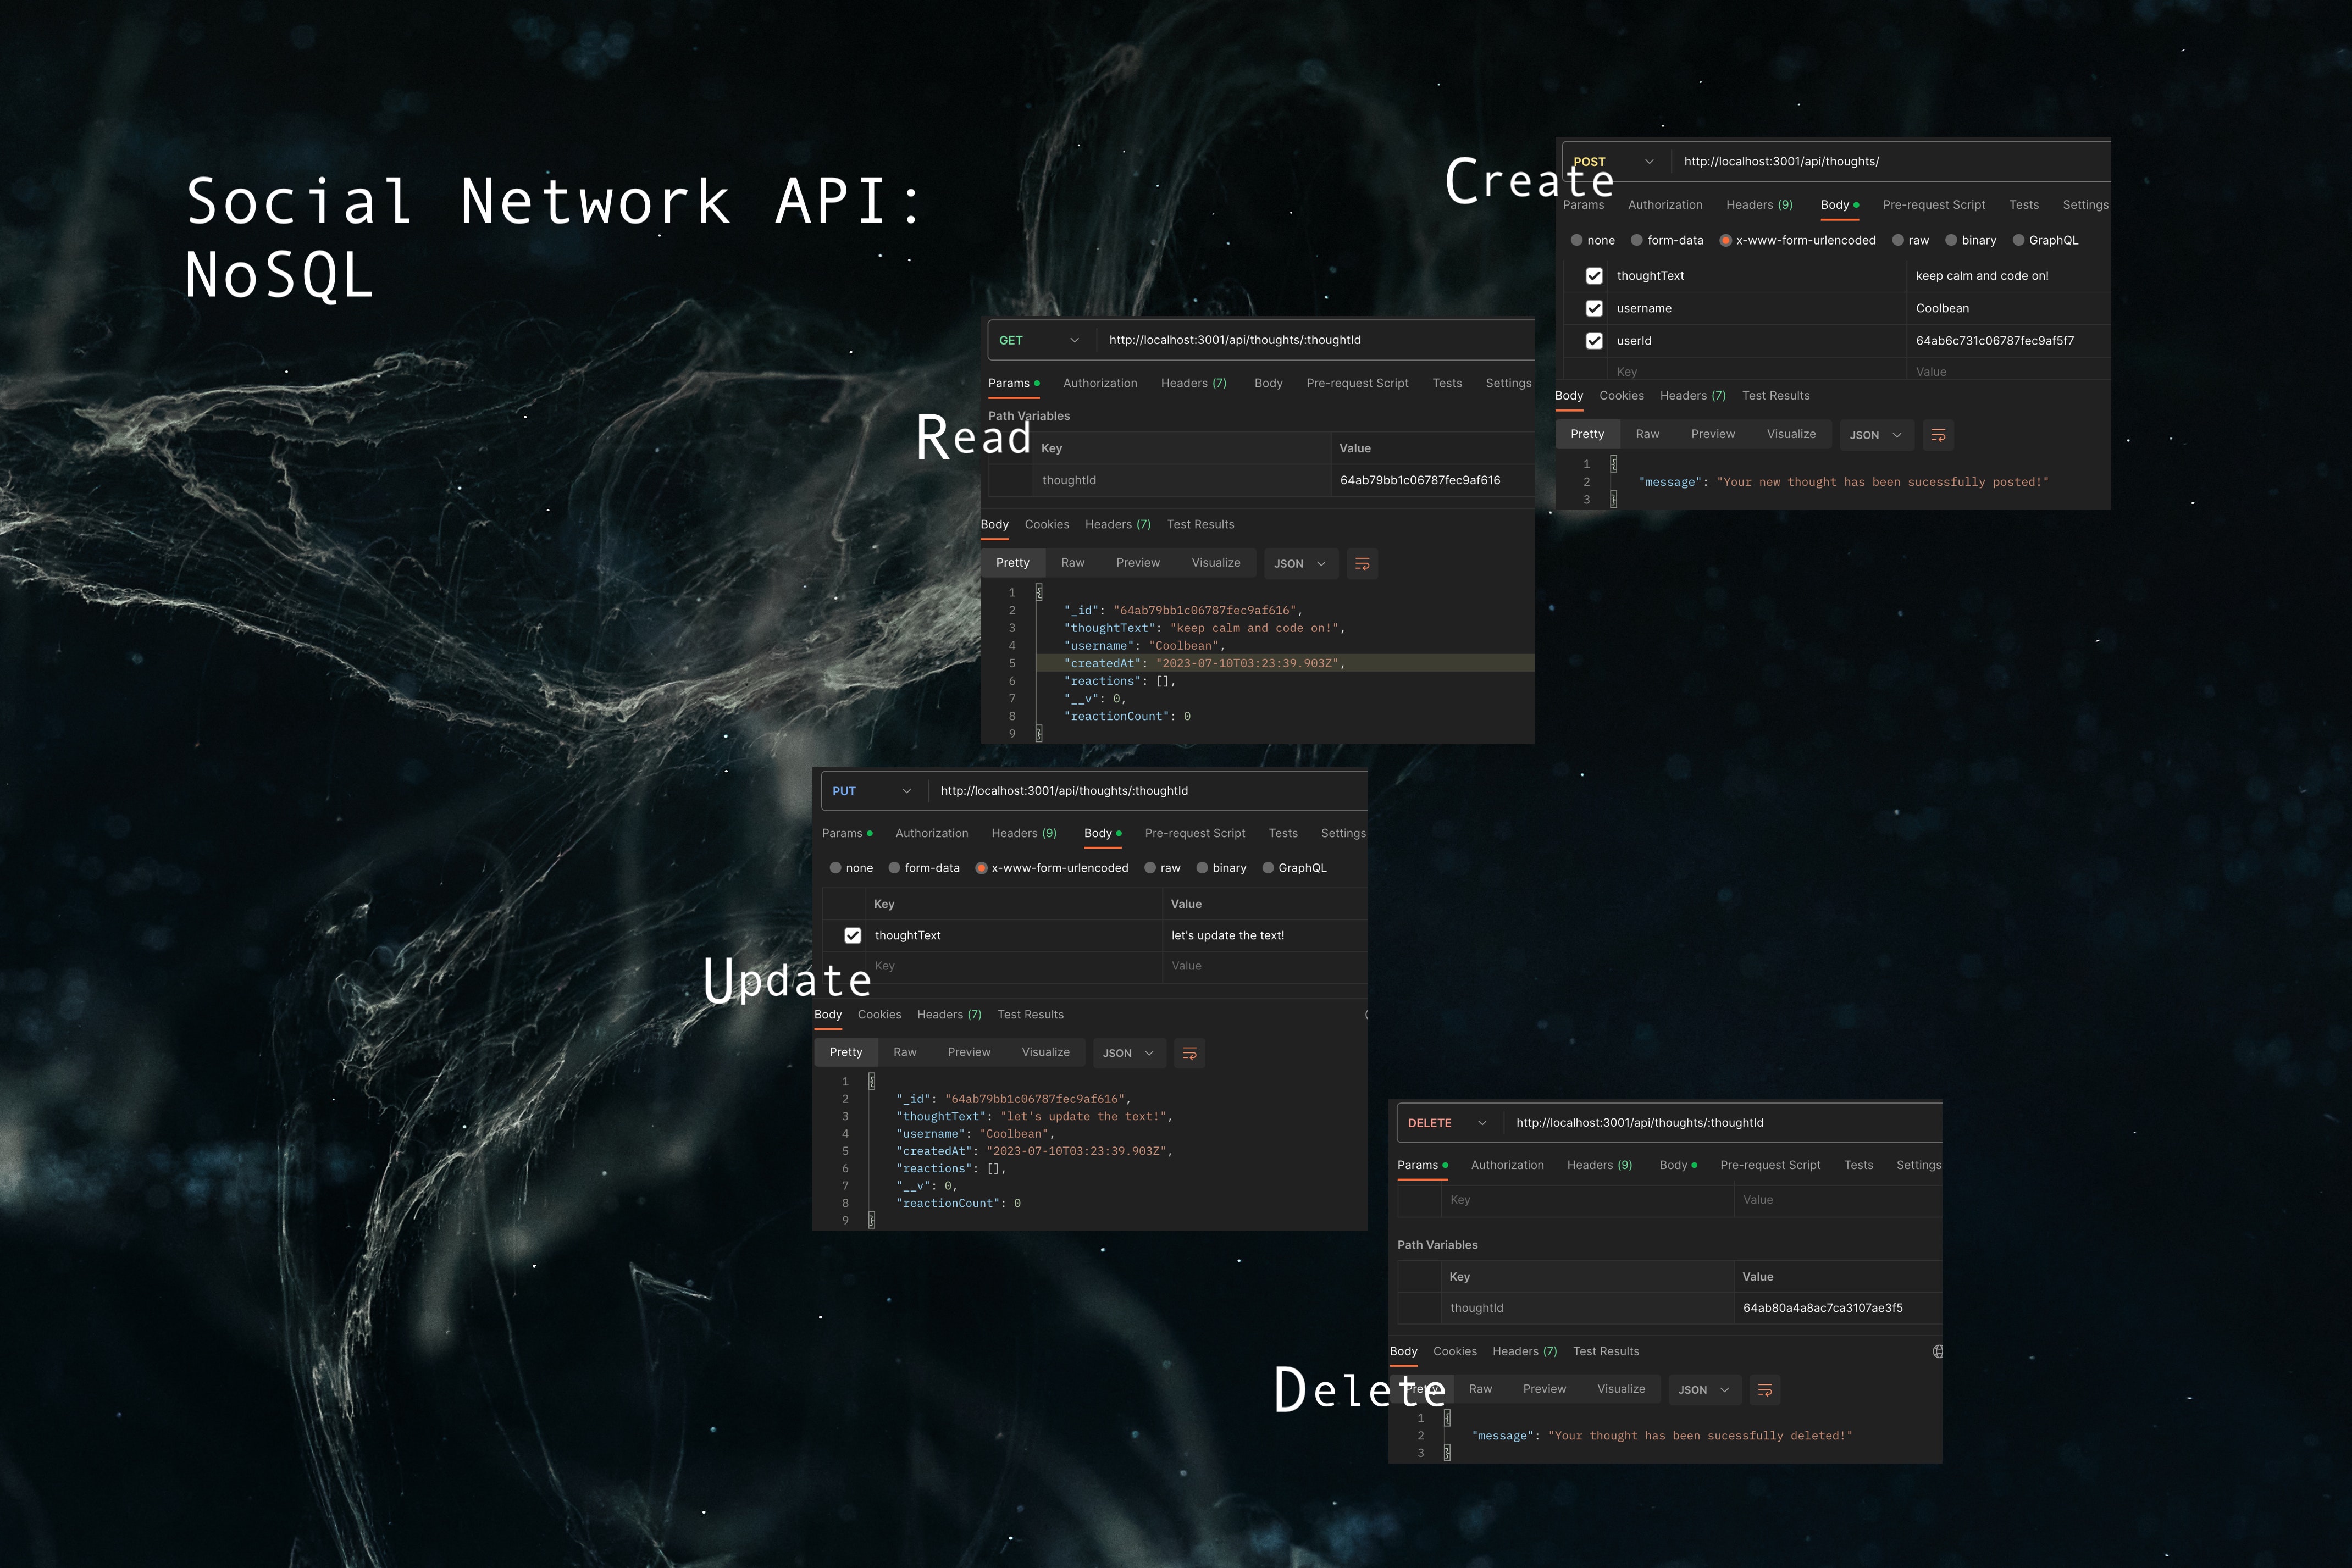 Social Network API:
NoSQL
Create
POST http://localhost:3001/api/thoughts/
Params Authorization Headers (9) Body Pre-request Script Tests Settings
none form-data x-www-form-urlencoded raw binary GraphQL
thoughtText keep calm and code on!
username Coolbean
userId 64ab6c731c06787fec9af5f7
Key Value
Body Cookies Headers (7) Test Results
Pretty Raw Preview Visualize JSON
1 {
2 "message": "Your new thought has been sucessfully posted!"
3 }
Read
GET http://localhost:3001/api/thoughts/:thoughtId
Params Authorization Headers (7) Body Pre-request Script Tests Settings
Path Variables
Key Value
thoughtId 64ab79bb1c06787fec9af616
Body Cookies Headers (7) Test Results
Pretty Raw Preview Visualize JSON
1 {
2 "_id": "64ab79bb1c06787fec9af616",
3 "thoughtText": "keep calm and code on!",
4 "username": "Coolbean",
5 "createdAt": "2023-07-10T03:23:39.903Z",
6 "reactions": [],
7 "__v": 0,
8 "reactionCount": 0
9 }
Update
PUT http://localhost:3001/api/thoughts/:thoughtId
Params Authorization Headers (9) Body Pre-request Script Tests Settings
none form-data x-www-form-urlencoded raw binary GraphQL
Key Value
thoughtText let's update the text!
Key Value
Body Cookies Headers (7) Test Results
Pretty Raw Preview Visualize JSON
1 {
2 "_id": "64ab79bb1c06787fec9af616",
3 "thoughtText": "let's update the text!",
4 "username": "Coolbean",
5 "createdAt": "2023-07-10T03:23:39.903Z",
6 "reactions": [],
7 "__v": 0,
8 "reactionCount": 0
9 }
Delete
DELETE http://localhost:3001/api/thoughts/:thoughtId
Params Authorization Headers (9) Body Pre-request Script Tests Settings
Key Value
Path Variables
Key Value
thoughtId 64ab80a4a8ac7ca3107ae3f5
Body Cookies Headers (7) Test Results
Pretty Raw Preview Visualize JSON
1 {
2 "message": "Your thought has been sucessfully deleted!"
3 }